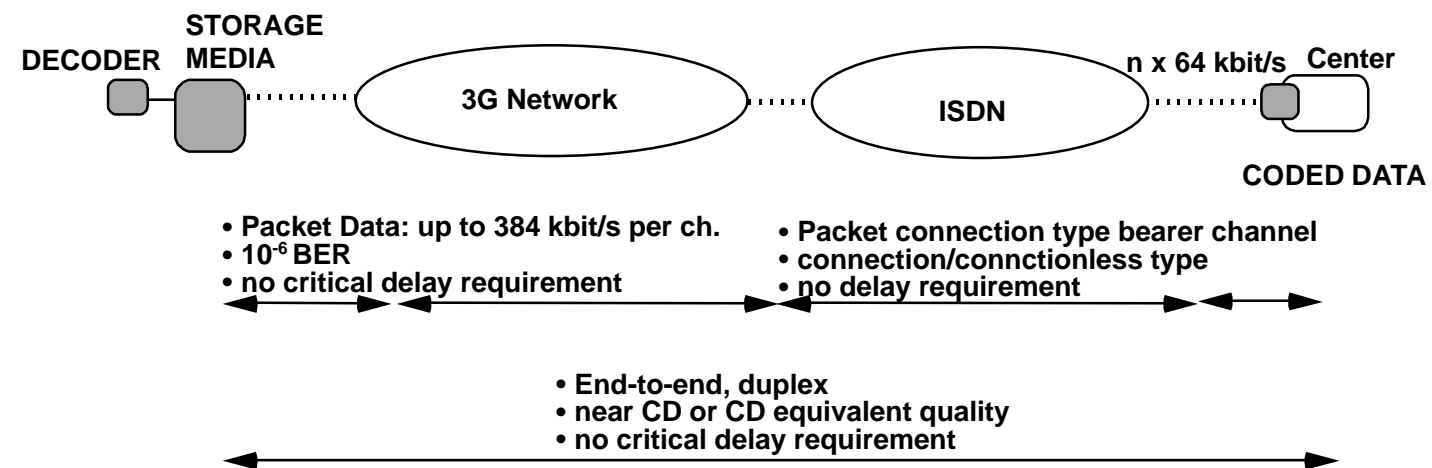 STORAGE
MEDIA
DECODER
3G Network
ISDN
n x 64 kbit/s
Center
CODED DATA
• Packet Data: up to 384 kbit/s per ch.
• 10⁻⁶ BER
• no critical delay requirement
• Packet connection type bearer channel
• connection/connctionless type
• no delay requirement
• End-to-end, duplex
• near CD or CD equivalent quality
• no critical delay requirement